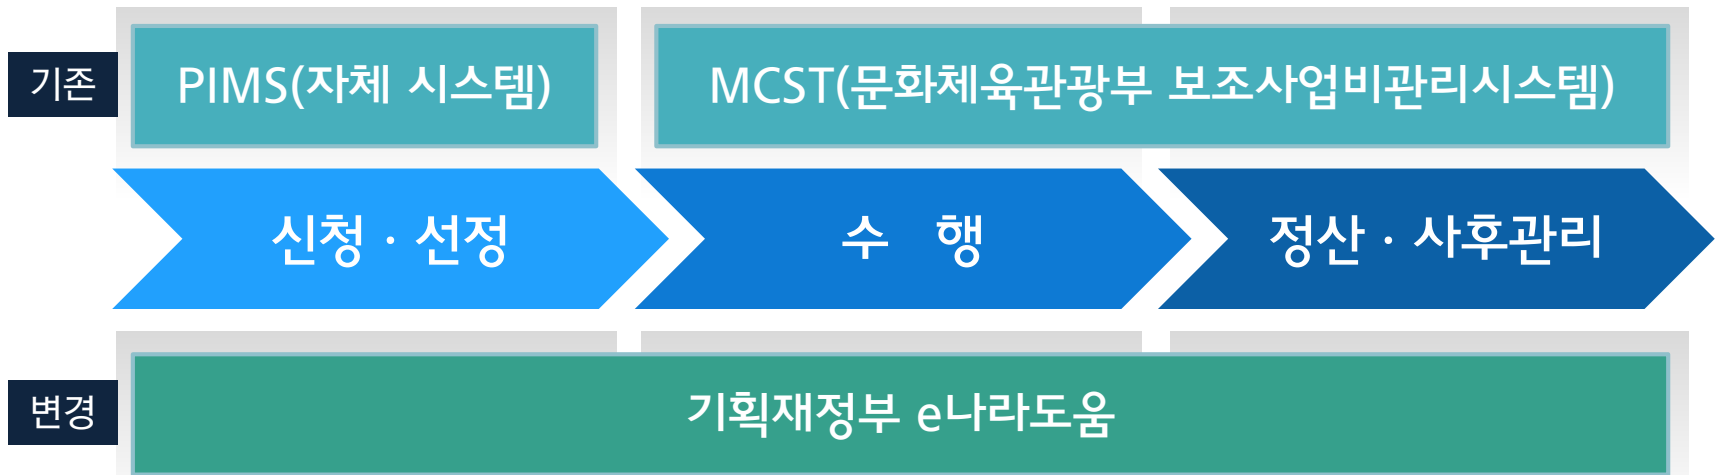 기존
PIMS(자체 시스템)
MCST(문화체육관광부 보조사업비관리시스템)
신청 · 선정
수 행
정산 · 사후관리
변경
기획재정부 e나라도움